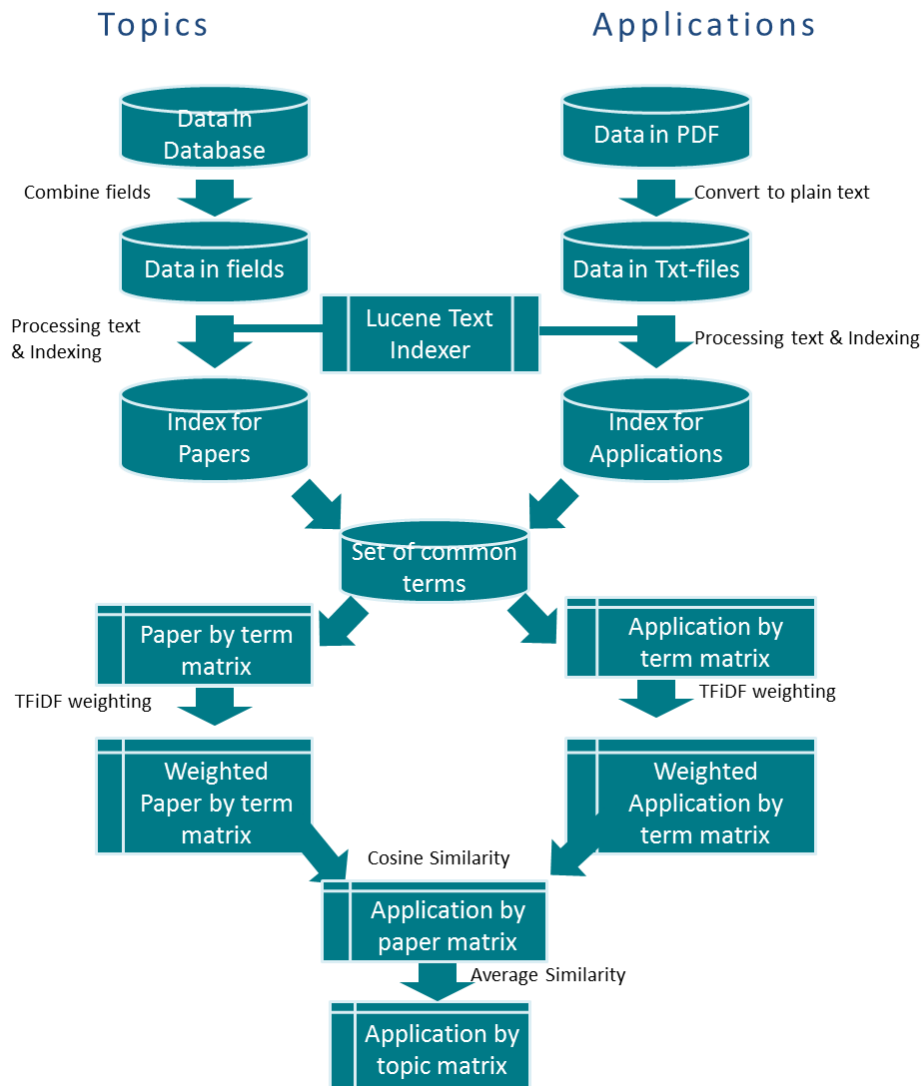 Topics
Applications
Data in
Database
Data in PDF
Combine fields
Convert to plain text
Data in fields
Data in Txt-files
Processing text
& Indexing
Lucene Text
Indexer
Processing text & Indexing
Index for
Papers
Index for
Applications
Set of common
terms
Paper by term
matrix
Application by
term matrix
TFiDF weighting
TFiDF weighting
Weighted
Paper by term
matrix
Weighted
Application by
term matrix
Cosine Similarity
Application by
paper matrix
Average Similarity
Application by
topic matrix